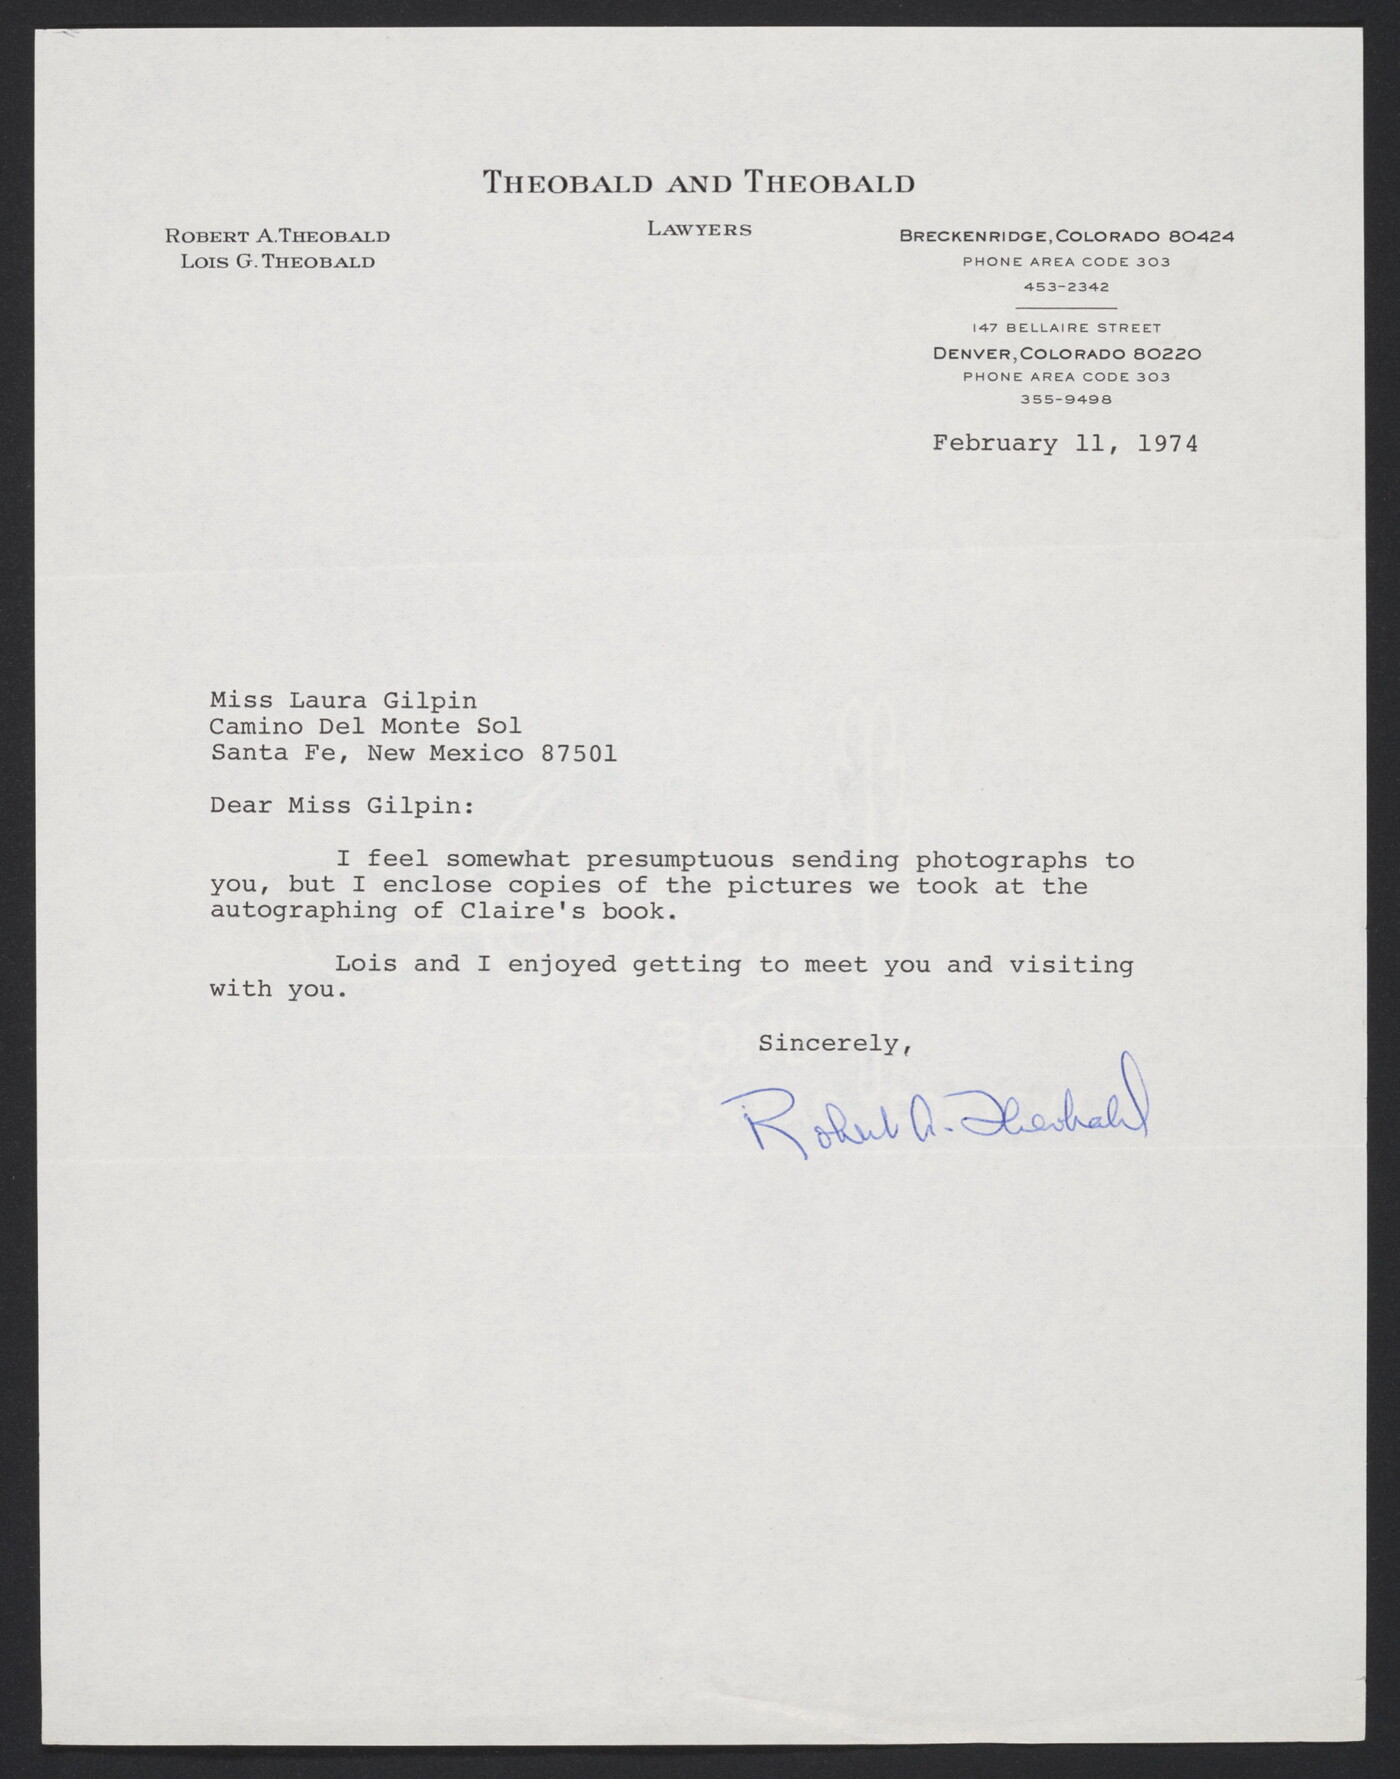 THEOBALD AND THEOBALD
LAWYERS
ROBERT A. THEOBALD
LOIS G. THEOBALD
BRECKENRIDGE, COLORADO 80424
PHONE AREA CODE 303
453-2342
147 BELLAIRE STREET
DENVER, COLORADO 80220
PHONE AREA CODE 303
355-9498
February 11, 1974
Miss Laura Gilpin
Camino Del Monte Sol
Santa Fe, New Mexico 87501
Dear Miss Gilpin:
I feel somewhat presumptuous sending photographs to
you, but I enclose copies of the pictures we took at the
autographing of Claire's book.
Lois and I enjoyed getting to meet you and visiting
with you.
Sincerely,
Robert A. Theobald